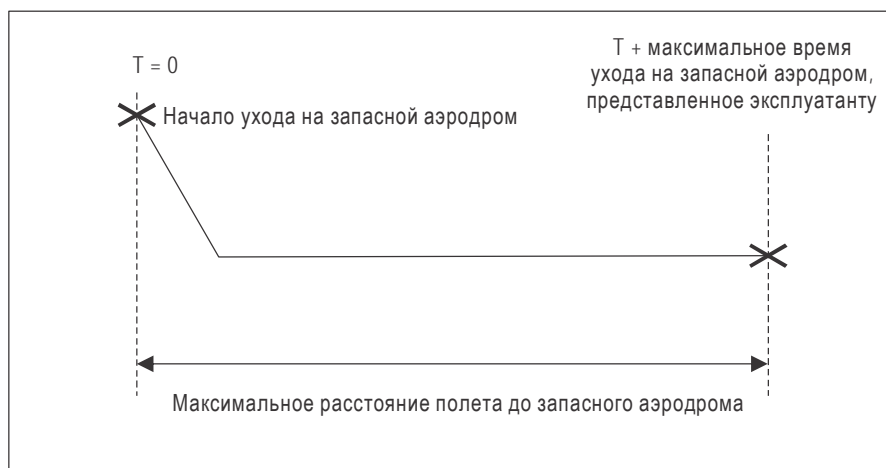 T = 0
T + максимальное время
ухода на запасной аэродром,
представленное эксплуатанту
Начало ухода на запасной аэродром
Максимальное расстояние полета до запасного аэродрома